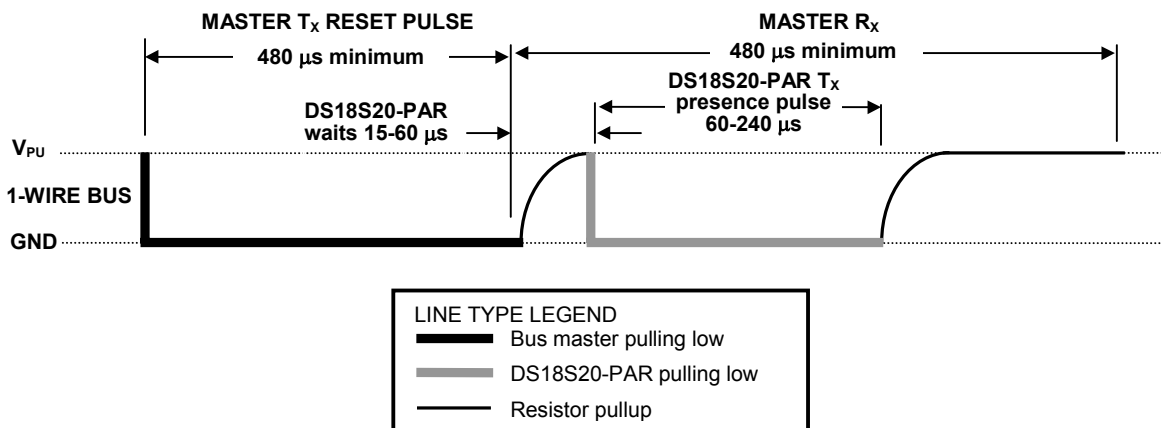 MASTER TX RESET PULSE
480 µs minimum
MASTER RX
480 µs minimum
DS18S20-PAR
waits 15-60 µs
DS18S20-PAR TX
presence pulse
60-240 µs
VPU
1-WIRE BUS
GND
LINE TYPE LEGEND
Bus master pulling low
DS18S20-PAR pulling low
Resistor pullup